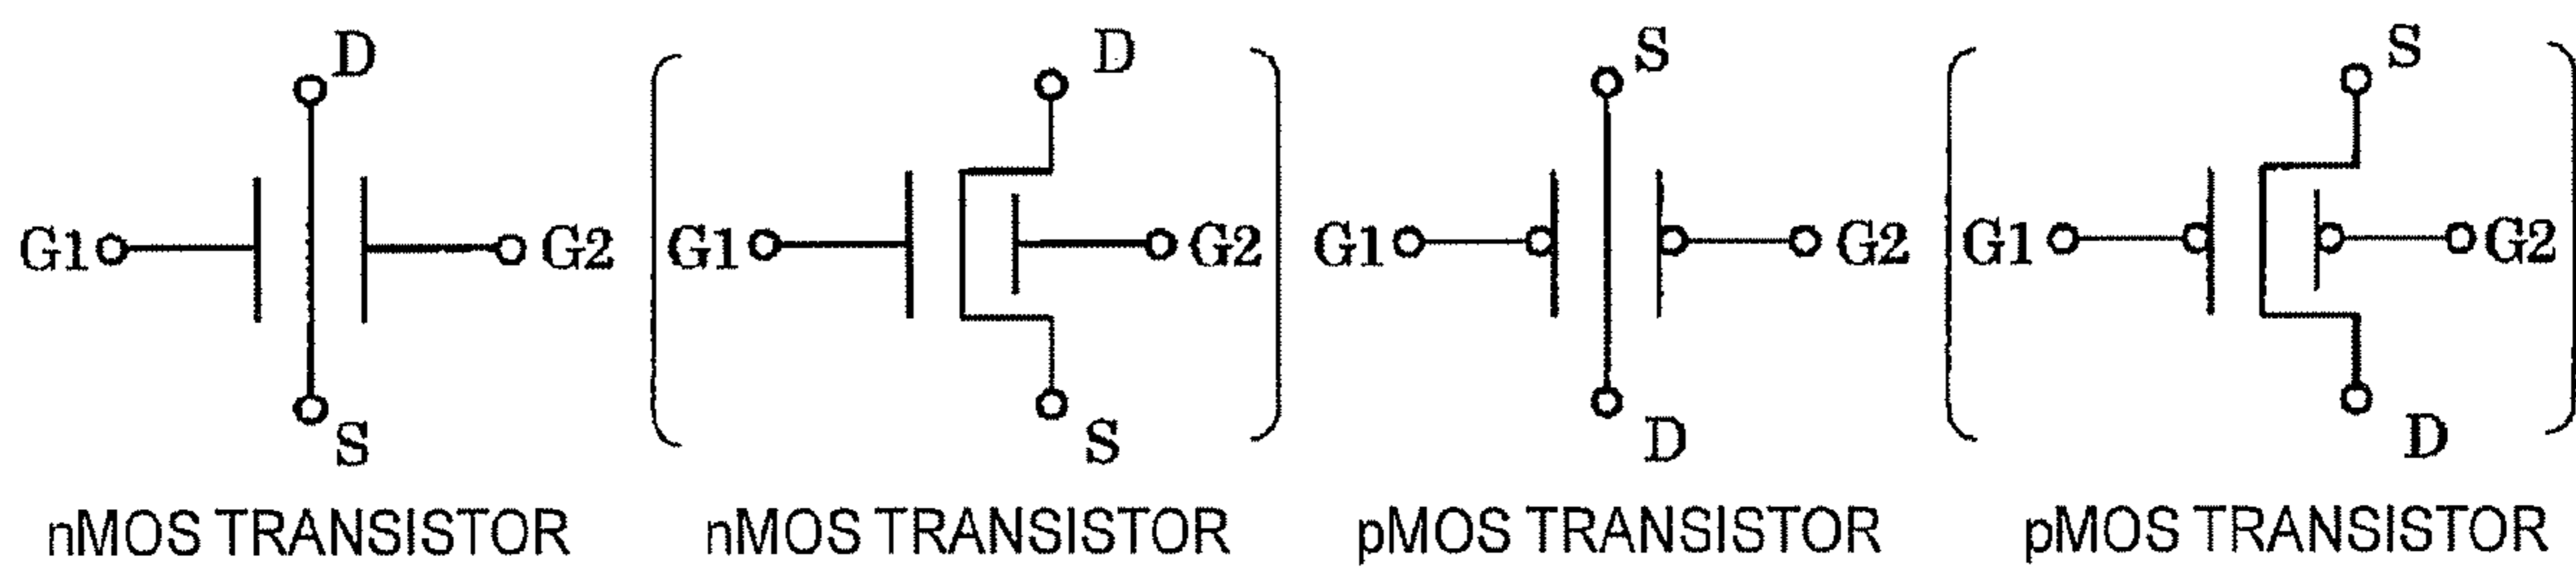 D
G1 G2
S
nMOS TRANSISTOR
D
G1 G2
S
nMOS TRANSISTOR
S
G1 G2
D
pMOS TRANSISTOR
S
G1 G2
D
pMOS TRANSISTOR